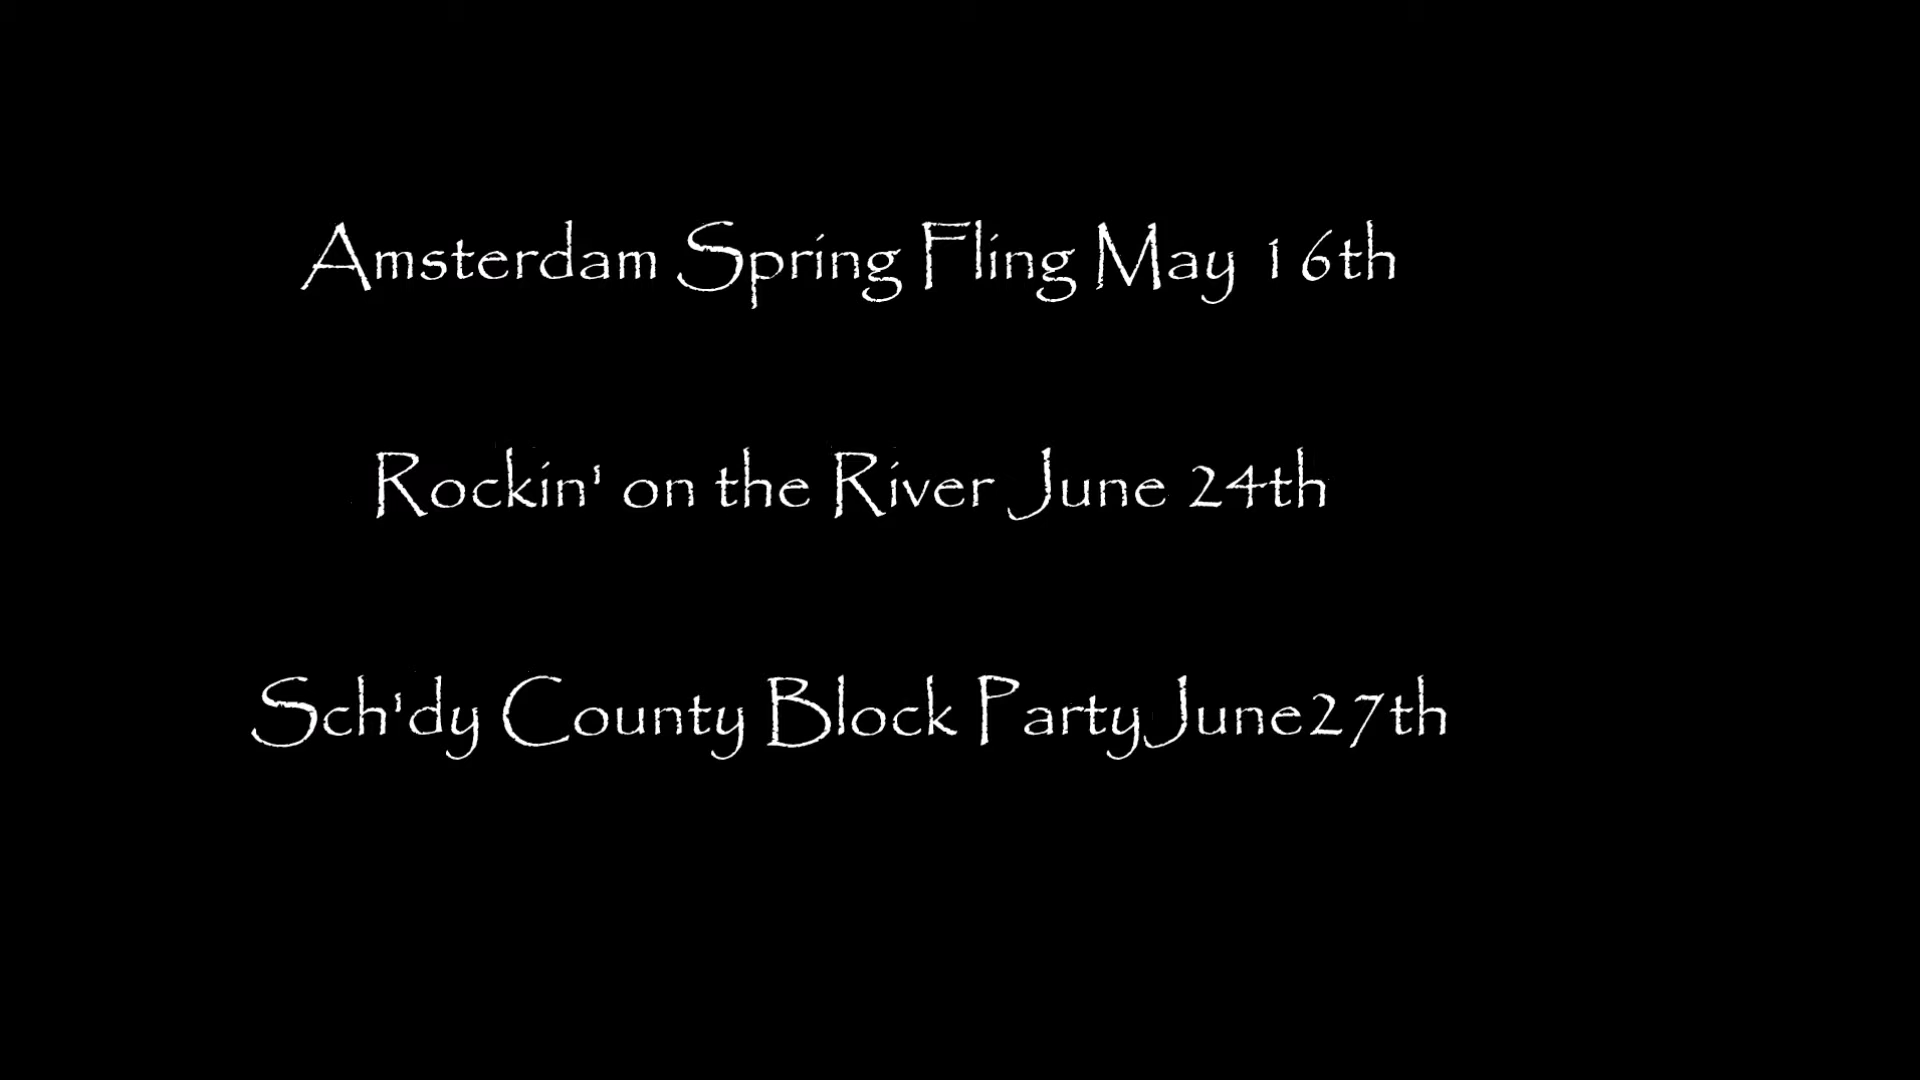 Amsterdam Spring Fling May 16th
Rockin' on the River June 24th
Sch'dy County Block PartyJune27th